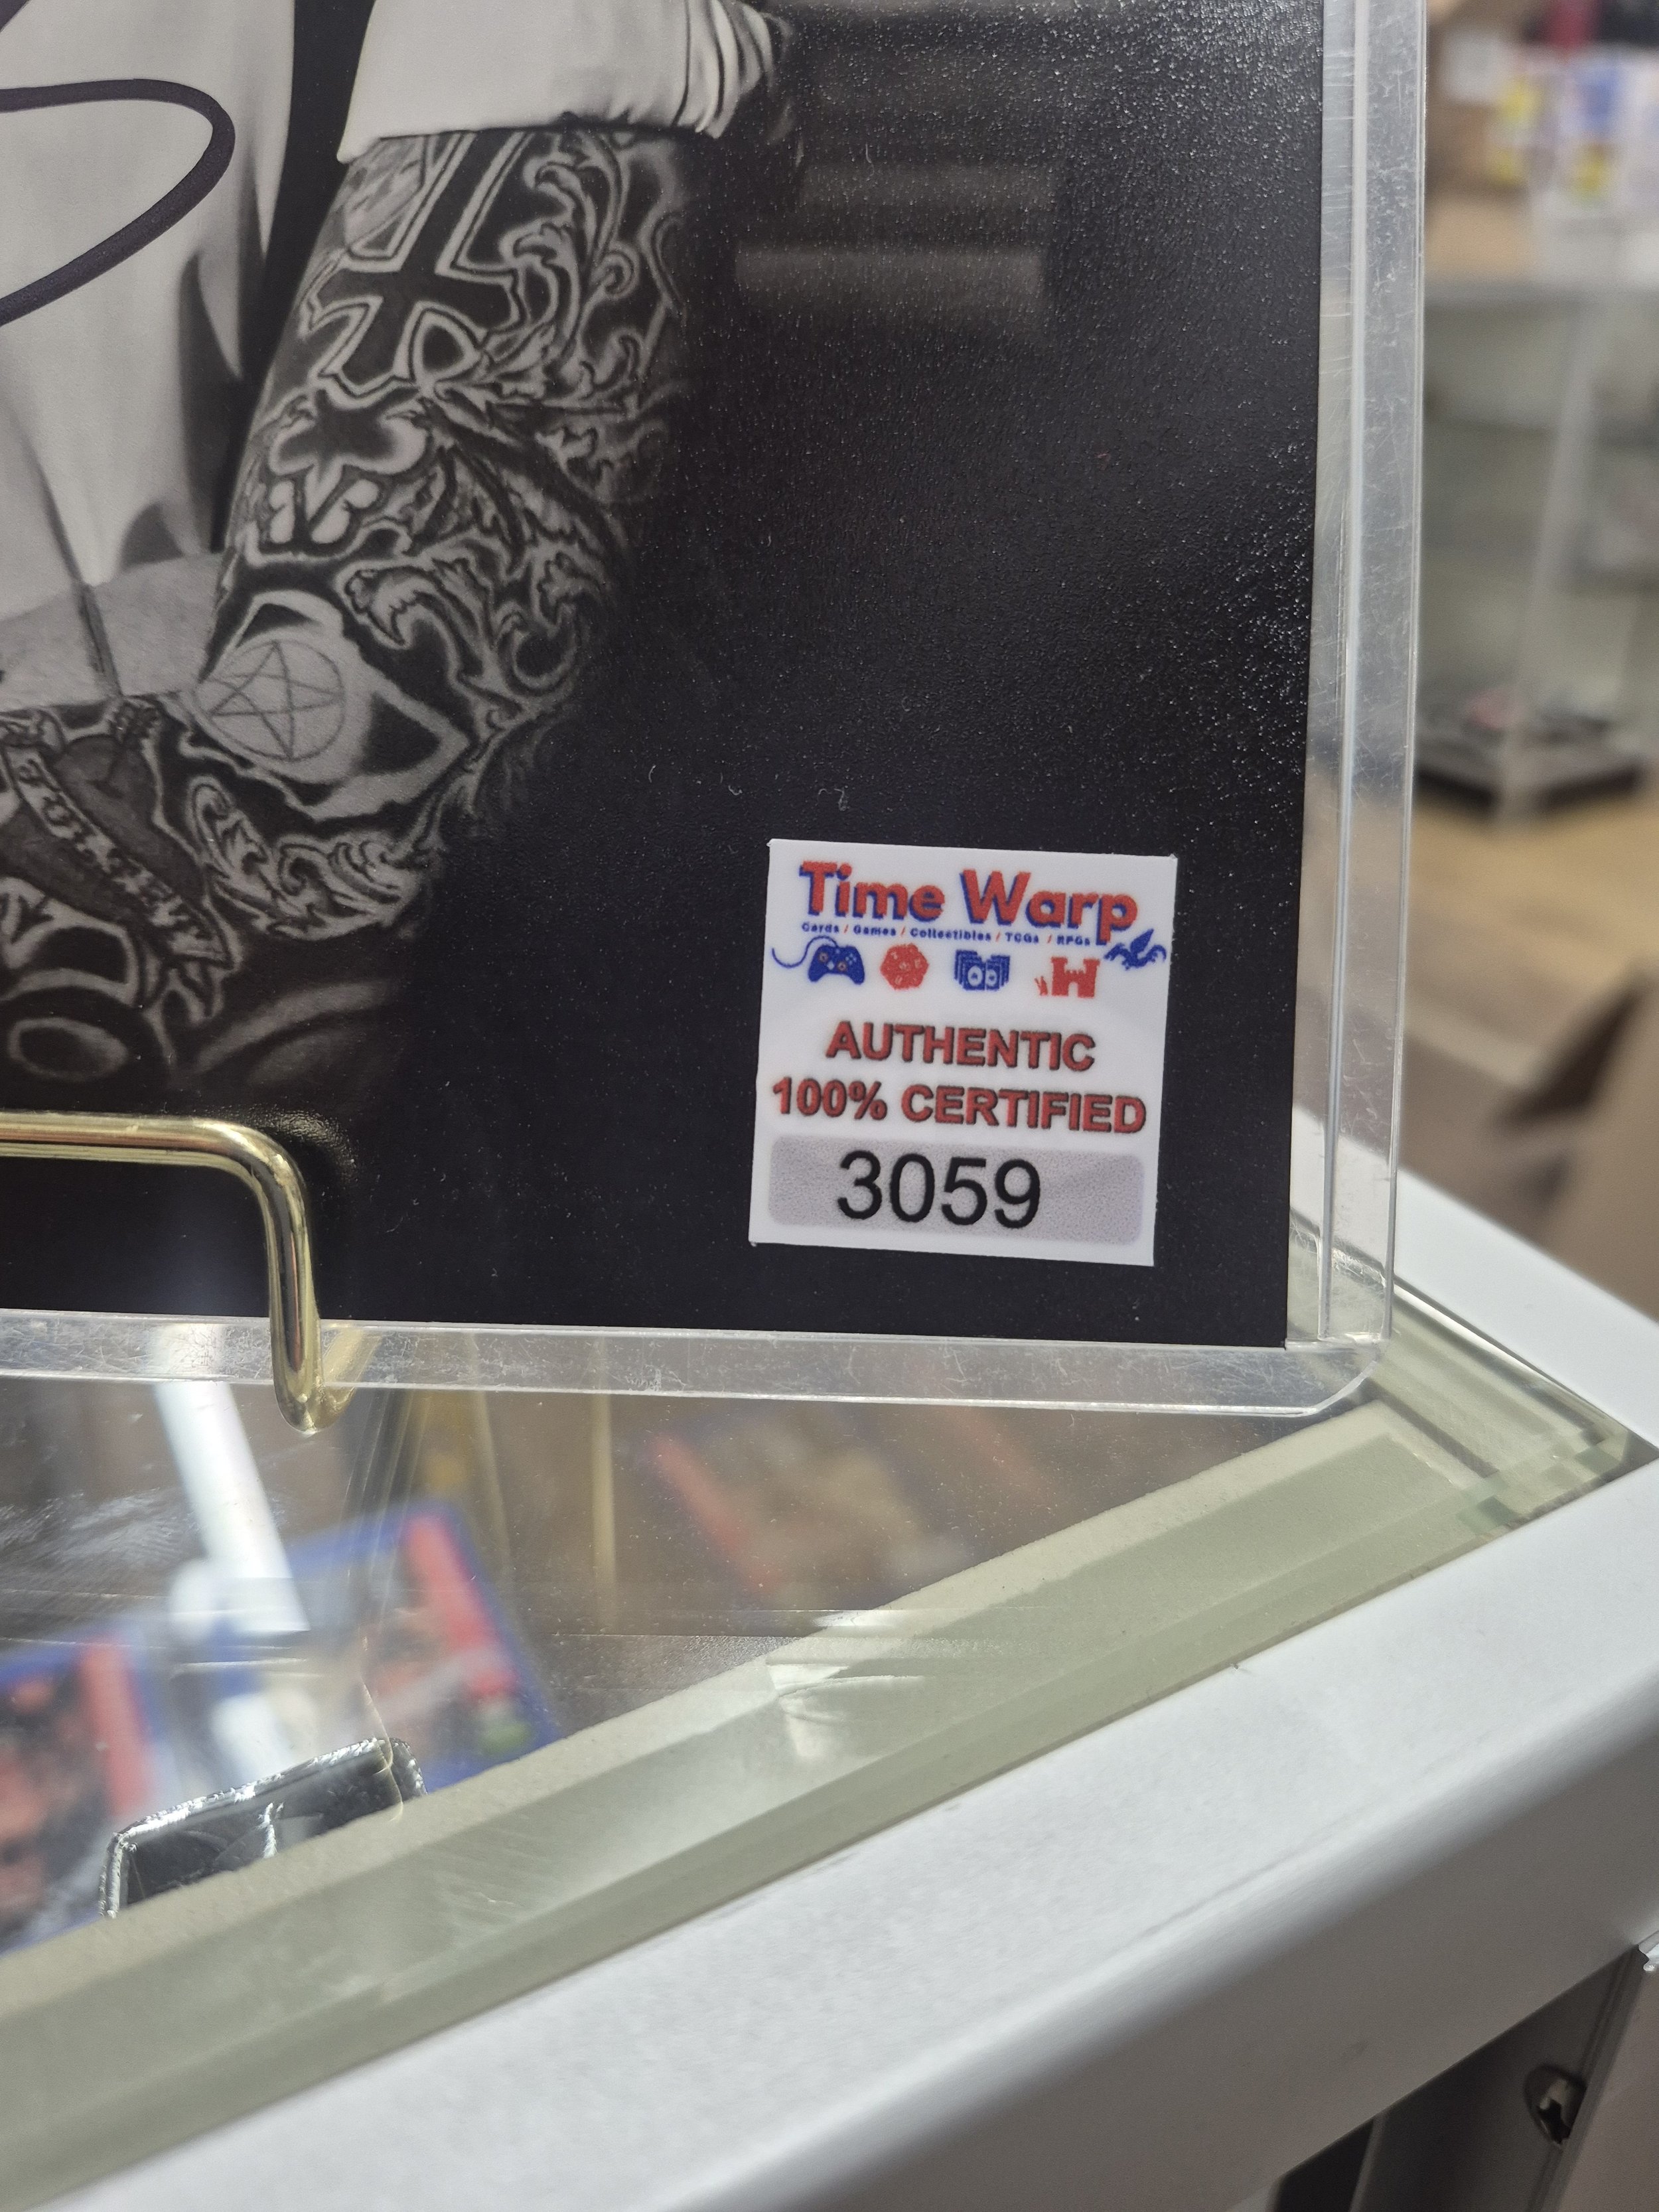 Time Warp
Cards / Games / Collectibles / TCGs / RPGs
AUTHENTIC
100% CERTIFIED
3059